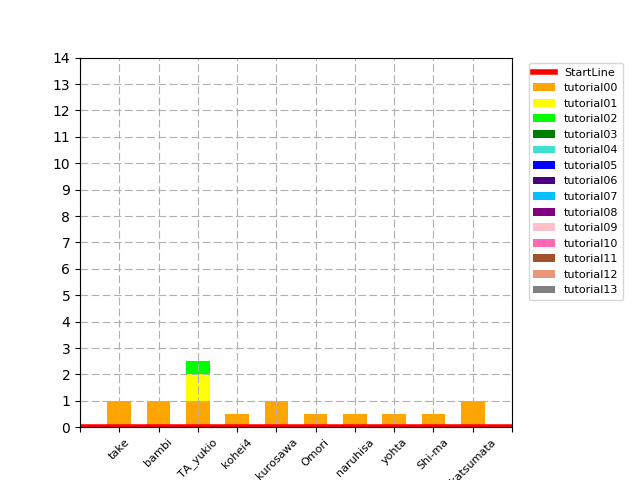 14
13
12
11
10
9
8
7
6
5
4
3
2
1
0
take
bambi
TA_yukio
kohei4
kurosawa
Omori
naruhisa
yohta
Shi-ma
katsumata
StartLine
tutorial00
tutorial01
tutorial02
tutorial03
tutorial04
tutorial05
tutorial06
tutorial07
tutorial08
tutorial09
tutorial10
tutorial11
tutorial12
tutorial13